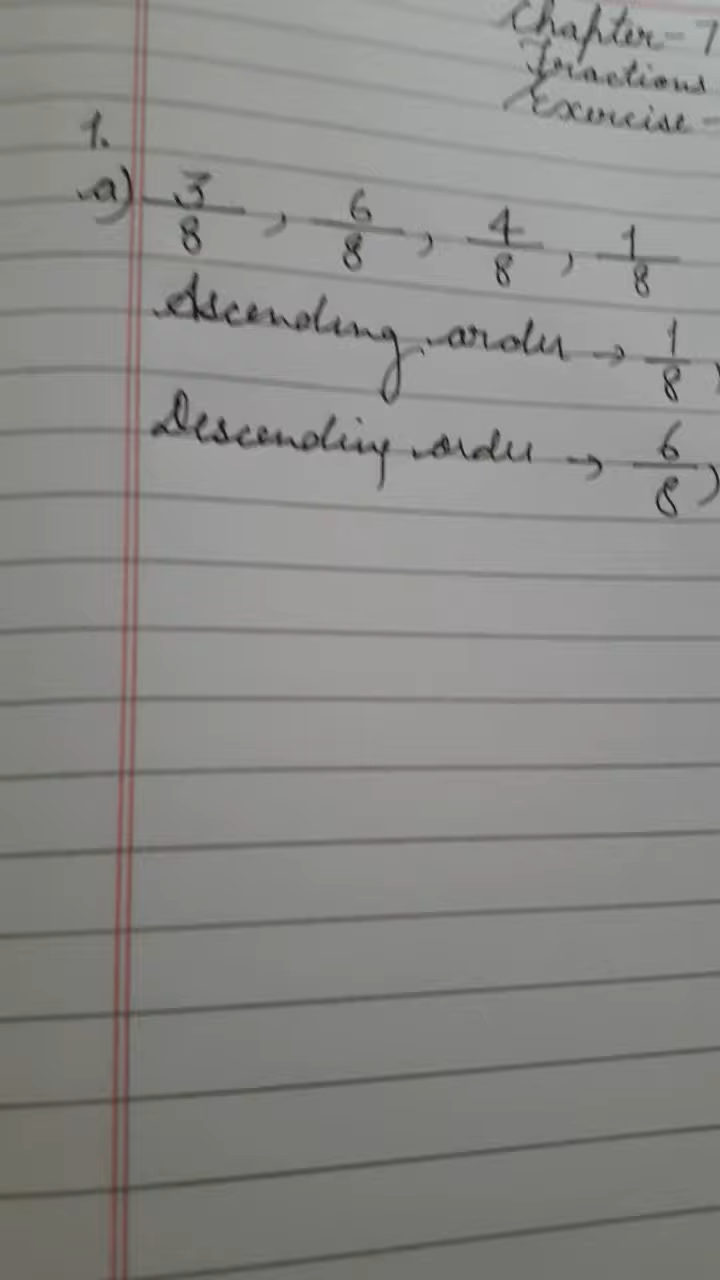 Chapter-7
Fractions
Exercise-
1.
a) 3/8, 6/8, 4/8, 1/8
Ascending order → 1/8,
Descending order → 6/8,